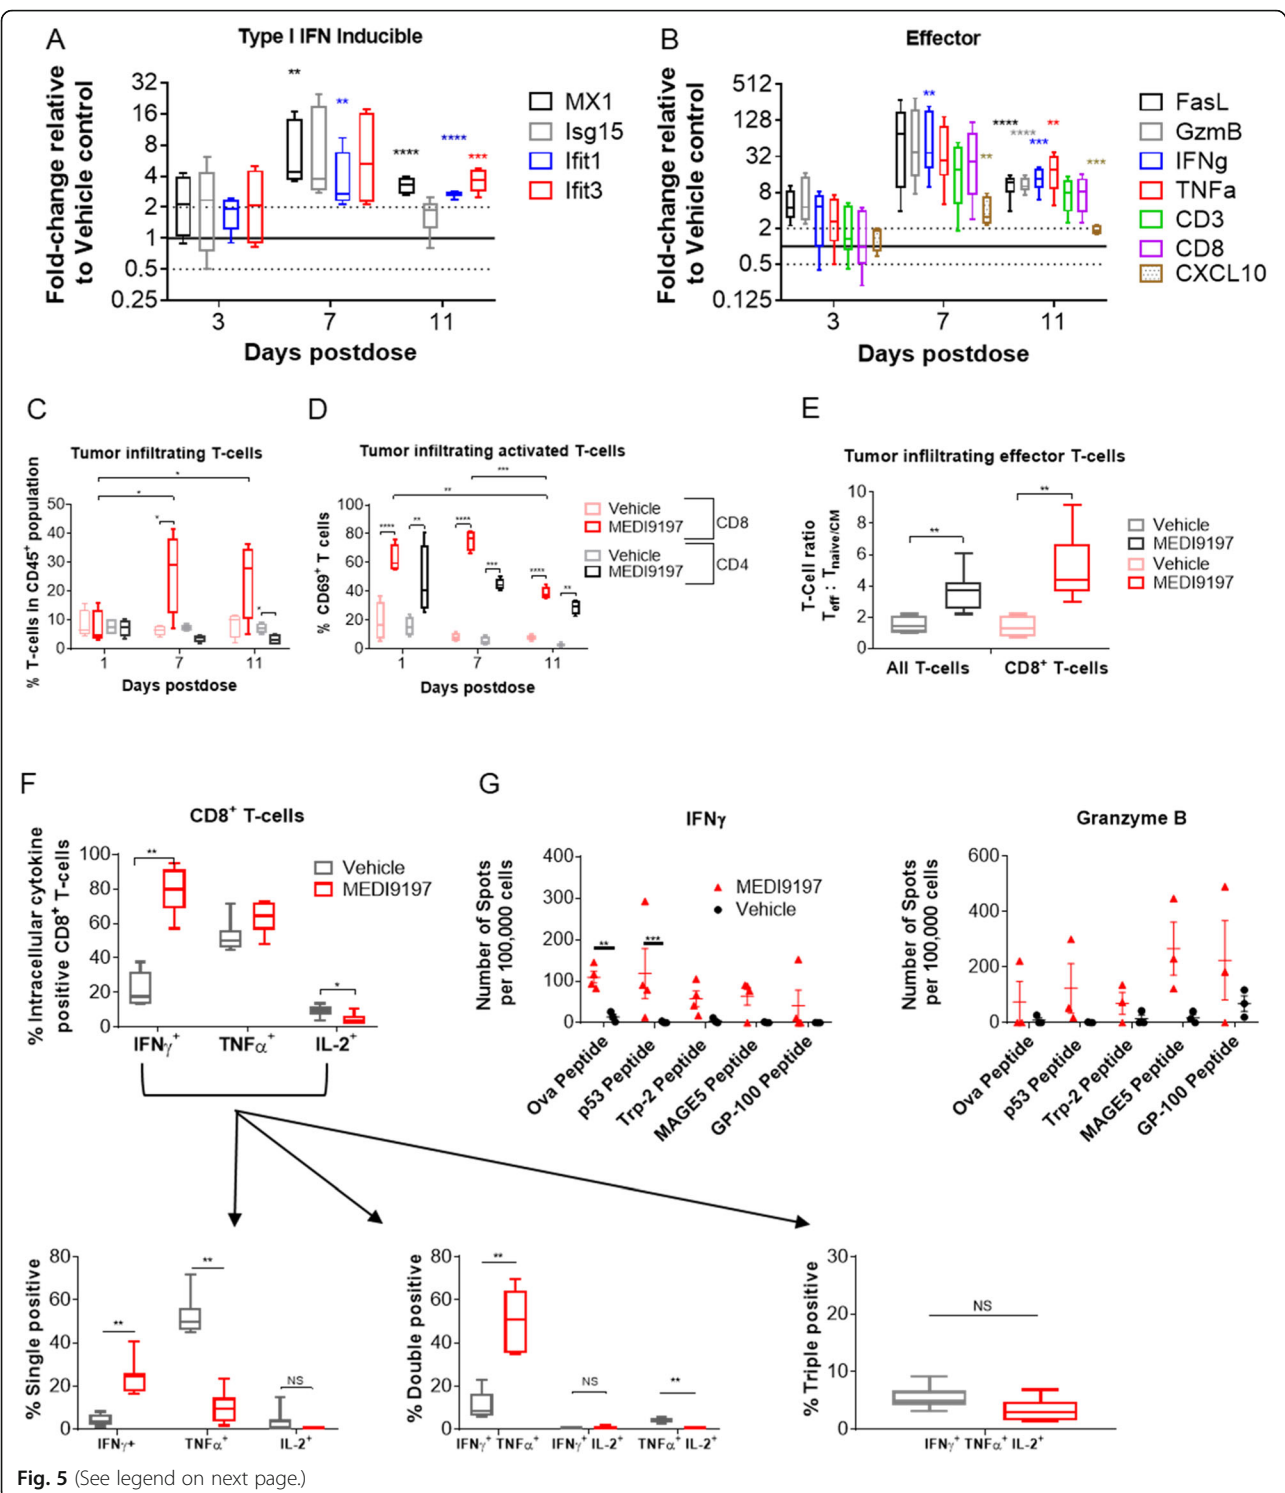 A
Type I IFN Inducible
Fold-change relative
to Vehicle control
32
16
8
4
2
1
0.5
0.25
**
**
****
****
***
3
7
11
Days postdose
MX1
Isg15
Ifit1
Ifit3
B
Effector
Fold-change relative
to Vehicle control
512
128
32
8
2
0.5
0.125
**
**
****
****
***
**
***
3
7
11
Days postdose
FasL
GzmB
IFNg
TNFa
CD3
CD8
CXCL10
C
Tumor infiltrating T-cells
% T-cells in CD45+ population
50
40
30
20
10
0
*
*
*
*
1
7
11
Days postdose
D
Tumor infiltrating activated T-cells
% CD69+ T cells
100
80
60
40
20
0
***
**
****
**
****
***
****
**
1
7
11
Days postdose
Vehicle
MEDI9197
CD8
Vehicle
MEDI9197
CD4
E
Tumor infliltrating effector T-cells
T-Cell ratio
Teff : Tnaive/CM
10
8
6
4
2
0
**
**
All T-cells
CD8+ T-cells
Vehicle
MEDI9197
Vehicle
MEDI9197
F
CD8+ T-cells
% Intracellular cytokine
positive CD8+ T-cells
100
80
60
40
20
0
**
*
IFNγ+
TNFα+
IL-2+
Vehicle
MEDI9197
G
IFNγ
Number of Spots
per 100,000 cells
400
300
200
100
0
**
***
MEDI9197
Vehicle
Ova Peptide
p53 Peptide
Trp-2 Peptide
MAGE5 Peptide
GP-100 Peptide
Granzyme B
Number of Spots
per 100,000 cells
600
400
200
0
Ova Peptide
p53 Peptide
Trp-2 Peptide
MAGE5 Peptide
GP-100 Peptide
% Single positive
80
60
40
20
0
**
**
NS
IFNγ+
TNFα+
IL-2+
% Double positive
80
60
40
20
0
**
NS
**
IFNγ+ TNFα+
IFNγ+ IL-2+
TNFα+ IL-2+
% Triple positive
30
20
10
0
NS
IFNγ+ TNFα+ IL-2+
Fig. 5 (See legend on next page.)